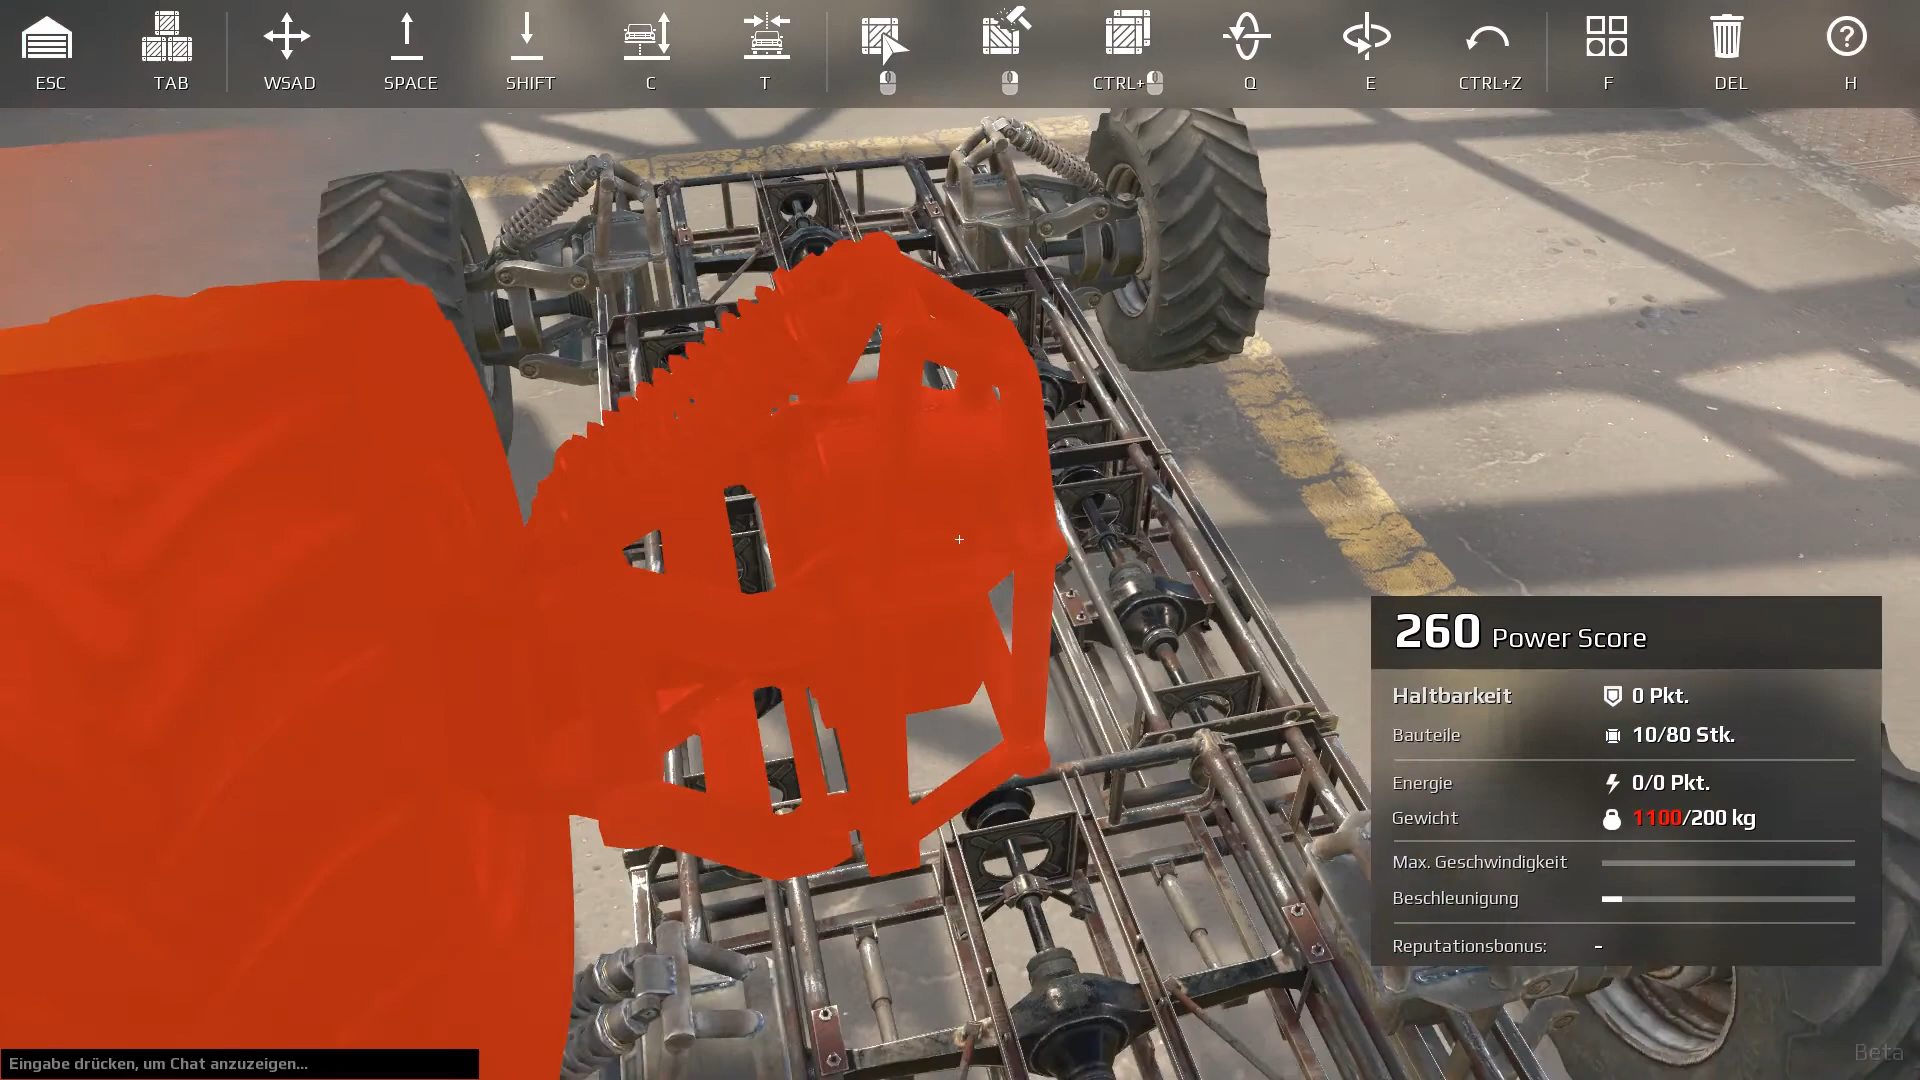 ESC
TAB
WSAD
SPACE
SHIFT
C
T
CTRL+
Q
E
CTRL+Z
F
DEL
H
?
260 Power Score
Haltbarkeit 0 Pkt.
Bauteile 10/80 Stk.
Energie 0/0 Pkt.
Gewicht 1100/200 kg
Max. Geschwindigkeit
Beschleunigung
Reputationsbonus: -
Eingabe drücken, um Chat anzuzeigen...
Beta